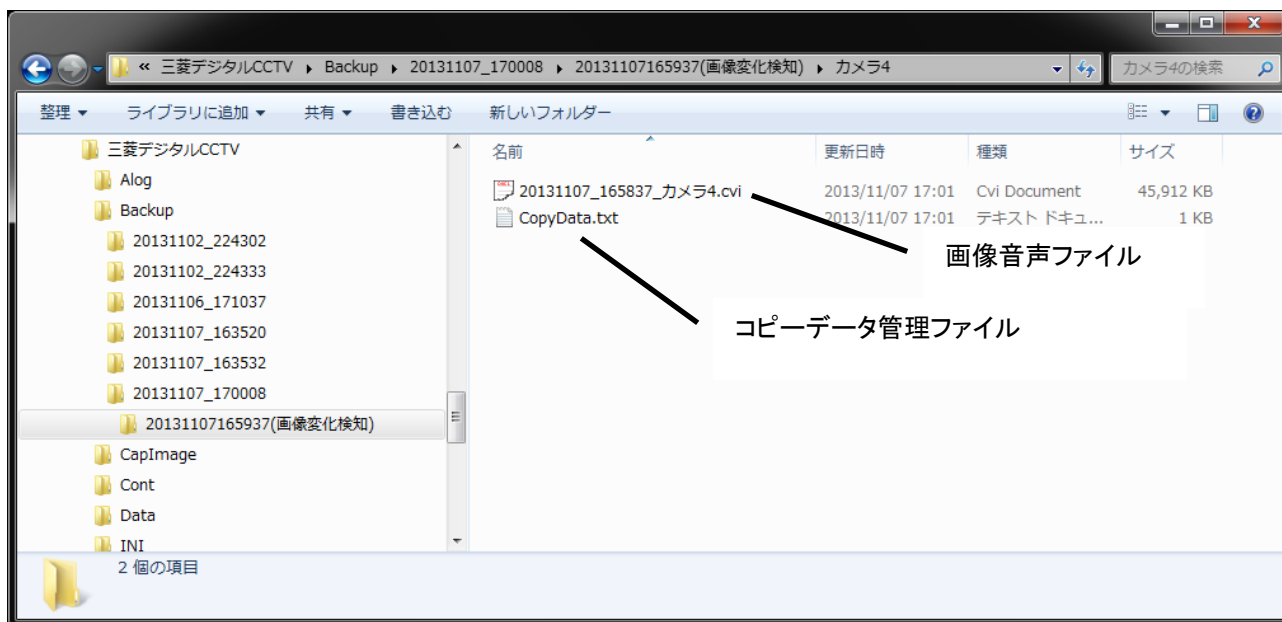 « 三菱デジタルCCTV ▸ Backup ▸ 20131107_170008 ▸ 20131107165937(画像変化検知) ▸ カメラ4
カメラ4の検索
整理 ライブラリに追加 共有 書き込む 新しいフォルダー
三菱デジタルCCTV
Alog
Backup
20131102_224302
20131102_224333
20131106_171037
20131107_163520
20131107_163532
20131107_170008
20131107165937(画像変化検知)
CapImage
Cont
Data
INI
名前 更新日時 種類 サイズ
20131107_165837_カメラ4.cvi 2013/11/07 17:01 Cvi Document 45,912 KB
CopyData.txt 2013/11/07 17:01 テキスト ドキュ... 1 KB
画像音声ファイル
コピーデータ管理ファイル
2 個の項目